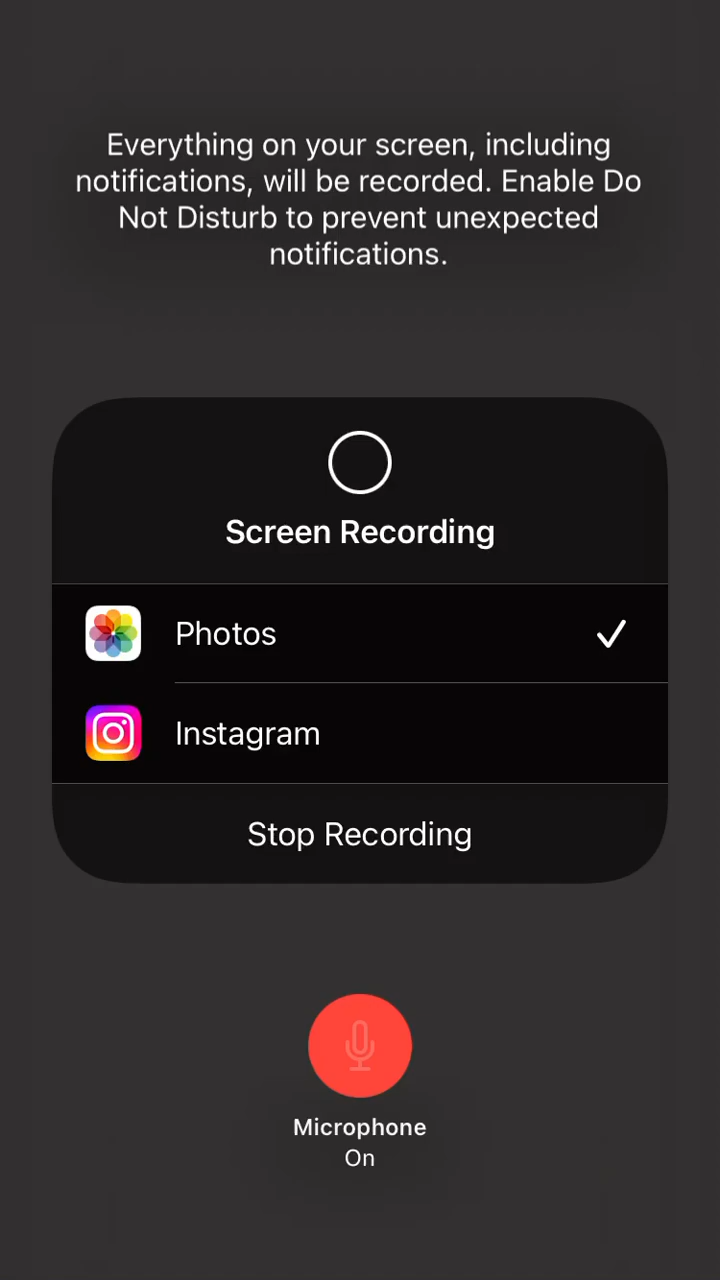 Everything on your screen, including
notifications, will be recorded. Enable Do
Not Disturb to prevent unexpected
notifications.
Screen Recording
Photos
Instagram
Stop Recording
Microphone
On